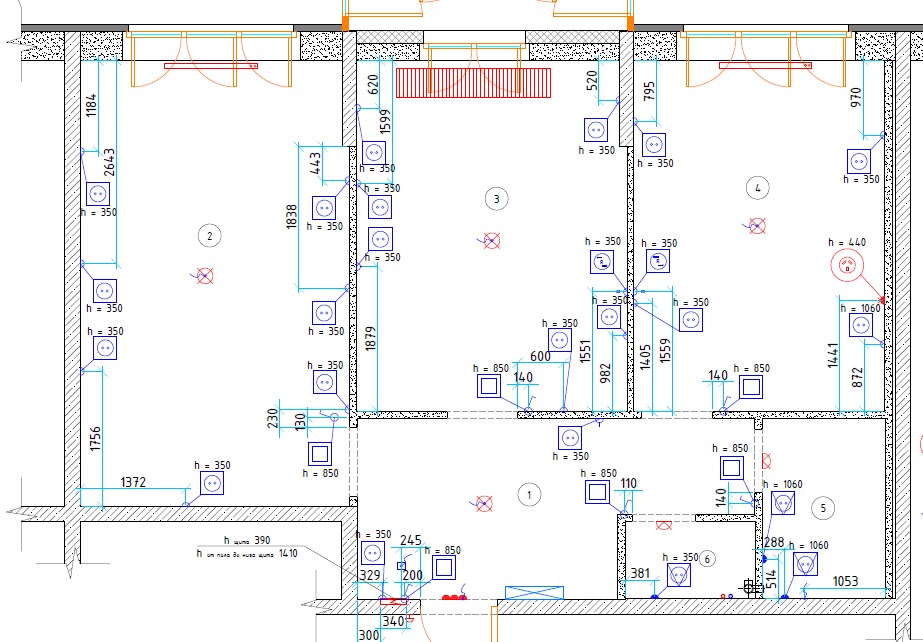 620
520
795
970
1184
1599
2643
443
h = 350
h = 350
h = 350
h = 350
h = 350
h = 350
h = 350
3
4
1838
2
h = 350
h = 350
h = 350
h = 440
h = 350
h = 350
h = 350
h = 1060
h = 350
h = 350
1879
1551
1405
1559
1441
600
982
872
h = 350
h = 850
140
140
h = 850
230
130
h = 350
h = 850
1756
h = 850
h = 350
h = 850
1372
110
140
h = 1060
1
5
h щита 390
h от пола до низа щита 1410
h = 350
245
h = 850
288
h = 1060
h = 350
6
329
200
381
514
1053
340
300